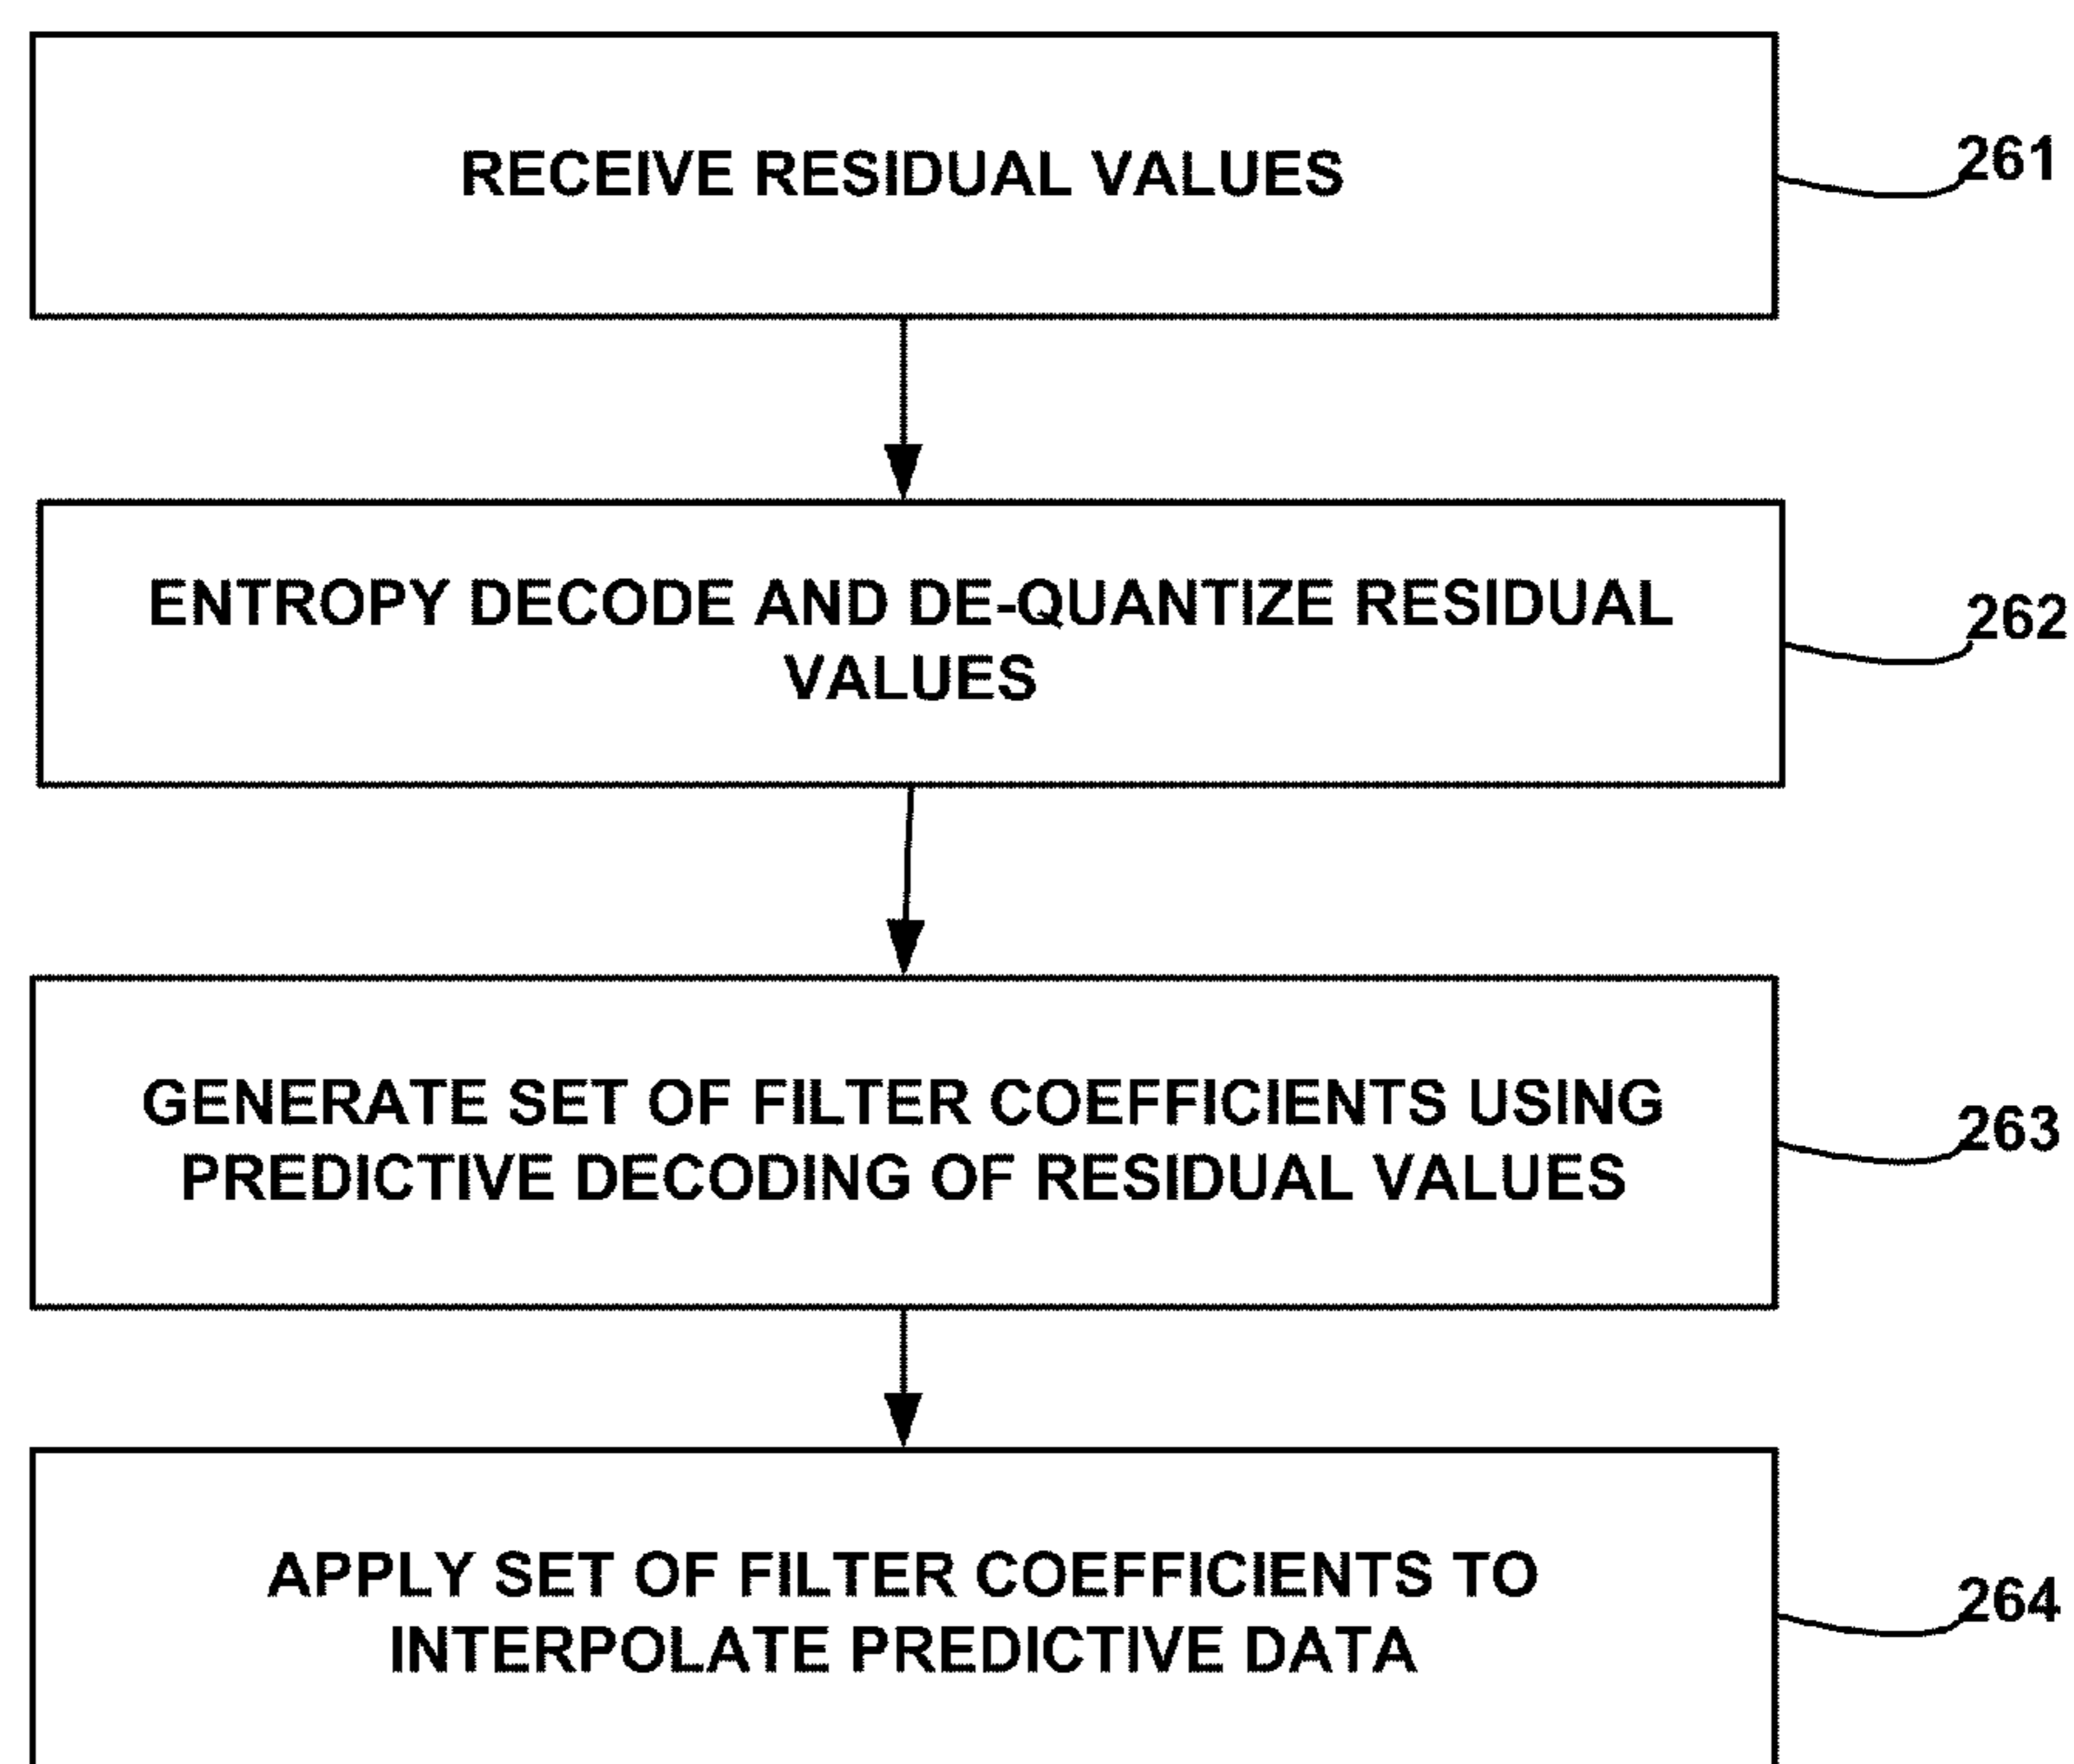 RECEIVE RESIDUAL VALUES
261
ENTROPY DECODE AND DE-QUANTIZE RESIDUAL
VALUES
262
GENERATE SET OF FILTER COEFFICIENTS USING
PREDICTIVE DECODING OF RESIDUAL VALUES
263
APPLY SET OF FILTER COEFFICIENTS TO
INTERPOLATE PREDICTIVE DATA
264